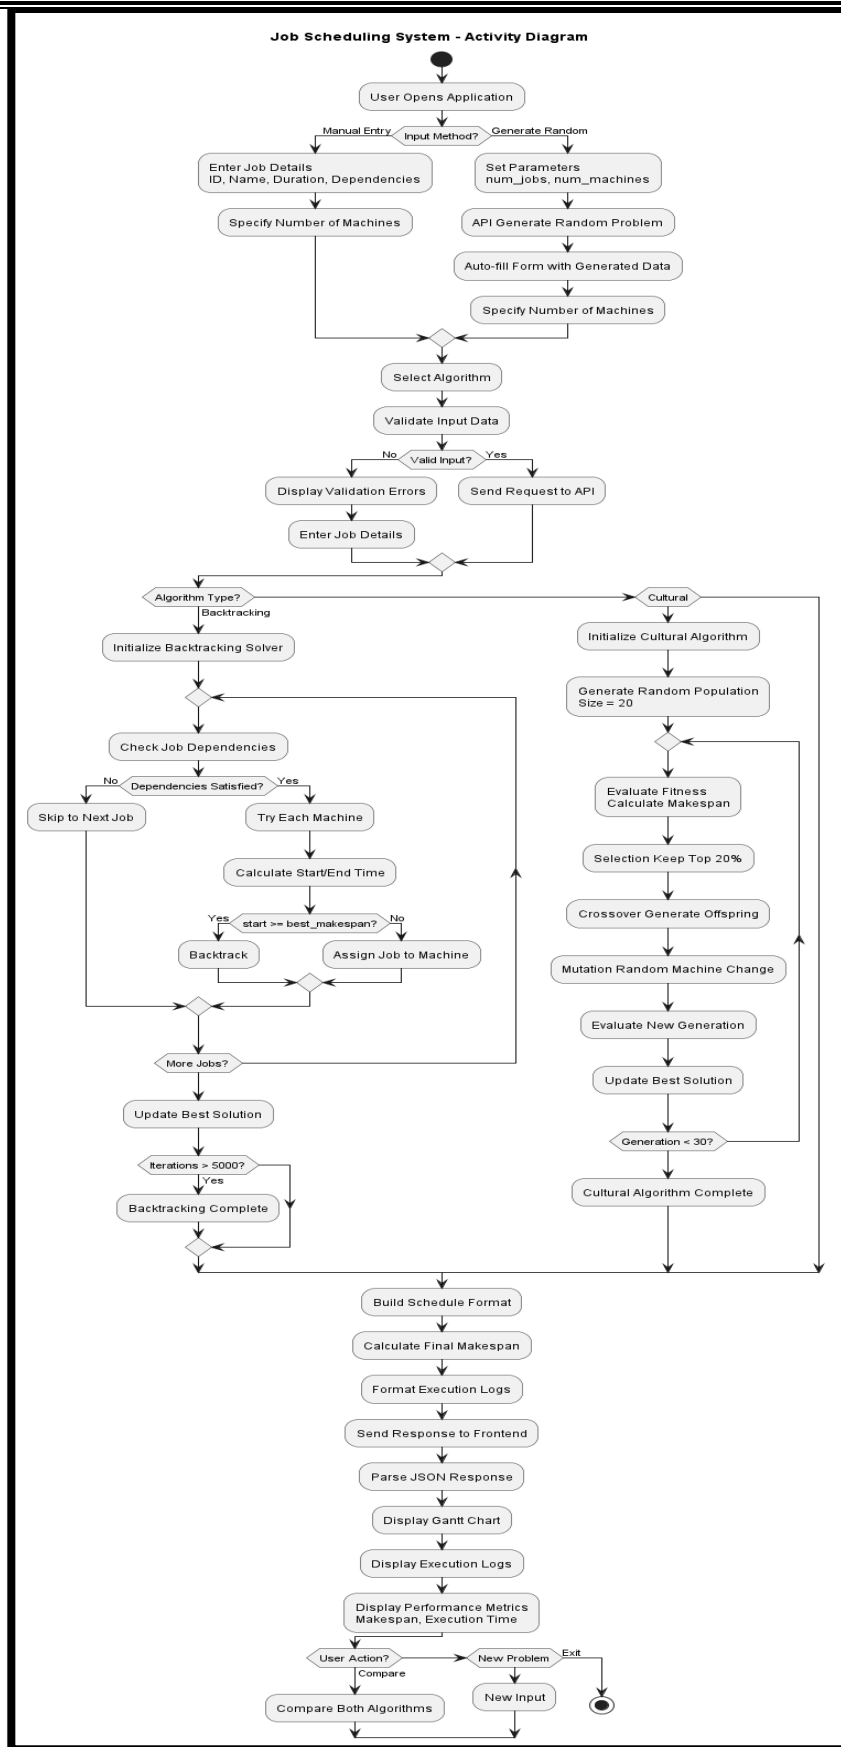 Job Scheduling System - Activity Diagram
User Opens Application
Manual Entry
Input Method?
Generate Random
Enter Job Details
ID, Name, Duration, Dependencies
Specify Number of Machines
Set Parameters
num_jobs, num_machines
API Generate Random Problem
Auto-fill Form with Generated Data
Specify Number of Machines
Select Algorithm
Validate Input Data
No
Valid Input?
Yes
Display Validation Errors
Enter Job Details
Send Request to API
Algorithm Type?
Backtracking
Initialize Backtracking Solver
Check Job Dependencies
No
Dependencies Satisfied?
Yes
Skip to Next Job
Try Each Machine
Calculate Start/End Time
Yes
start >= best_makespan?
No
Backtrack
Assign Job to Machine
More Jobs?
Update Best Solution
Iterations > 5000?
Yes
Backtracking Complete
Cultural
Initialize Cultural Algorithm
Generate Random Population
Size = 20
Evaluate Fitness
Calculate Makespan
Selection Keep Top 20%
Crossover Generate Offspring
Mutation Random Machine Change
Evaluate New Generation
Update Best Solution
Generation < 30?
Cultural Algorithm Complete
Build Schedule Format
Calculate Final Makespan
Format Execution Logs
Send Response to Frontend
Parse JSON Response
Display Gantt Chart
Display Execution Logs
Display Performance Metrics
Makespan, Execution Time
User Action?
Compare
New Problem
Exit
Compare Both Algorithms
New Input